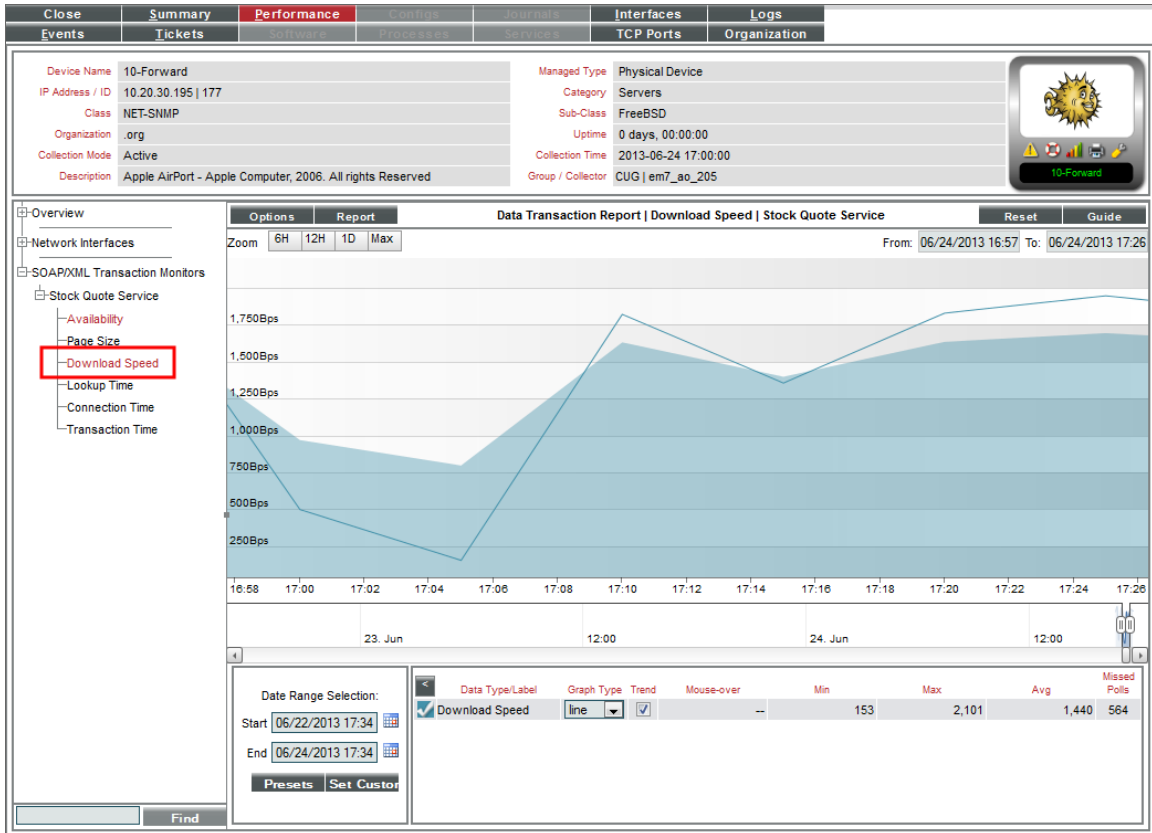 Close Summary Performance Configs Journals Interfaces Logs
Events Tickets Software Processes Services TCP Ports Organization
Device Name 10-Forward Managed Type Physical Device
IP Address / ID 10.20.30.195 | 177 Category Servers
Class NET-SNMP Sub-Class FreeBSD
Organization .org Uptime 0 days, 00:00:00
Collection Mode Active Collection Time 2013-06-24 17:00:00
Description Apple AirPort - Apple Computer, 2006. All rights Reserved Group / Collector CUG | em7_ao_205
10-Forward
Overview
Network Interfaces
SOAP/XML Transaction Monitors
Stock Quote Service
Availability
Page Size
Download Speed
Lookup Time
Connection Time
Transaction Time
Find
Options Report Data Transaction Report | Download Speed | Stock Quote Service Reset Guide
Zoom 6H 12H 1D Max From: 06/24/2013 16:57 To: 06/24/2013 17:26
1,750Bps
1,500Bps
1,250Bps
1,000Bps
750Bps
500Bps
250Bps
16:58 17:00 17:02 17:04 17:06 17:08 17:10 17:12 17:14 17:16 17:18 17:20 17:22 17:24 17:26
23. Jun 12:00 24. Jun 12:00
Date Range Selection:
Start 06/22/2013 17:34
End 06/24/2013 17:34
Presets Set Custor
< Data Type/Label Graph Type Trend Mouse-over Min Max Avg Missed Polls
Download Speed line -- 153 2,101 1,440 564